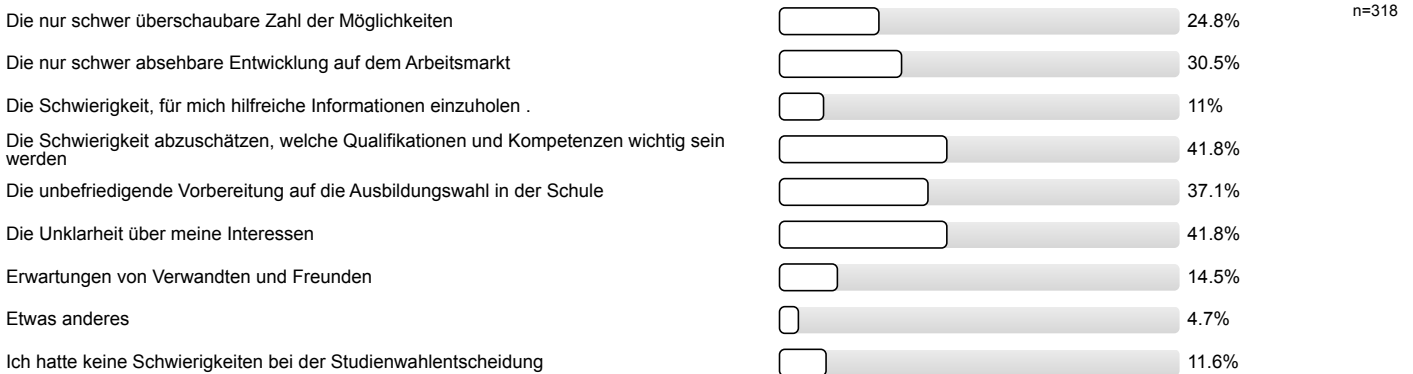 Die nur schwer überschaubare Zahl der Möglichkeiten 24.8% n=318
Die nur schwer absehbare Entwicklung auf dem Arbeitsmarkt 30.5%
Die Schwierigkeit, für mich hilfreiche Informationen einzuholen . 11%
Die Schwierigkeit abzuschätzen, welche Qualifikationen und Kompetenzen wichtig sein
werden 41.8%
Die unbefriedigende Vorbereitung auf die Ausbildungswahl in der Schule 37.1%
Die Unklarheit über meine Interessen 41.8%
Erwartungen von Verwandten und Freunden 14.5%
Etwas anderes 4.7%
Ich hatte keine Schwierigkeiten bei der Studienwahlentscheidung 11.6%